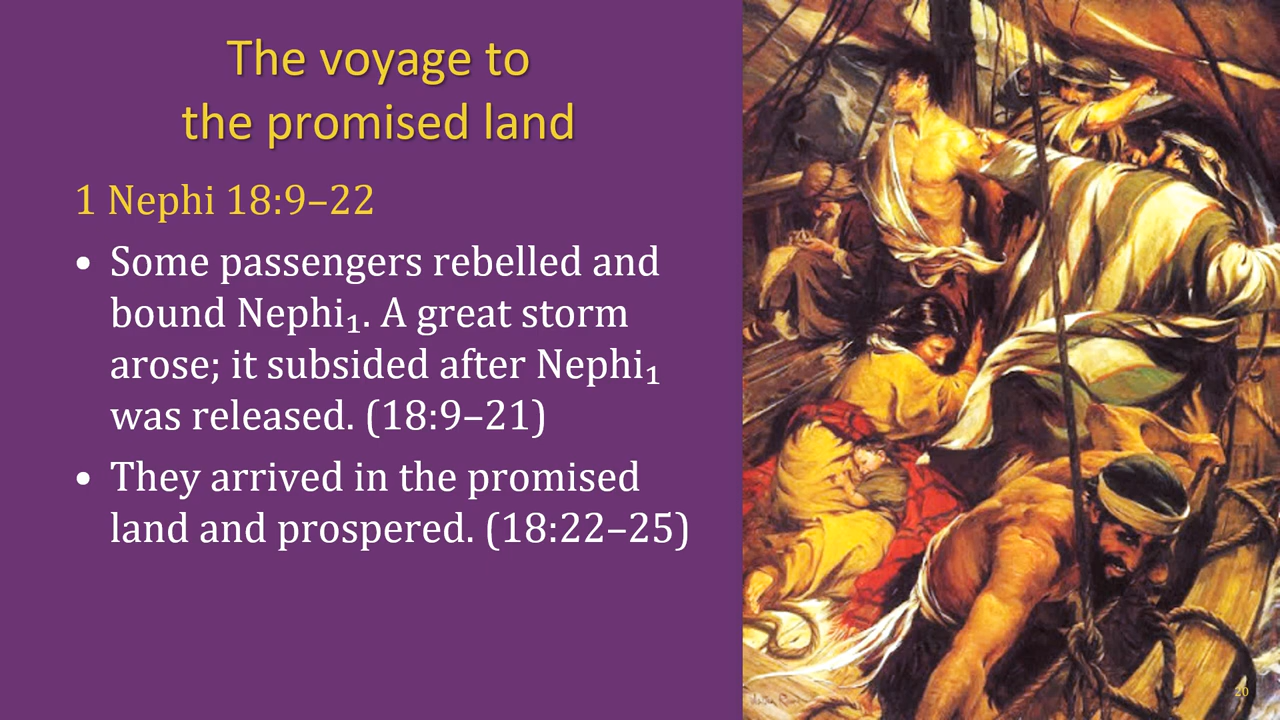 The voyage to
the promised land
1 Nephi 18:9–22
• Some passengers rebelled and
bound Nephi₁. A great storm
arose; it subsided after Nephi₁
was released. (18:9–21)
• They arrived in the promised
land and prospered. (18:22–25)
20